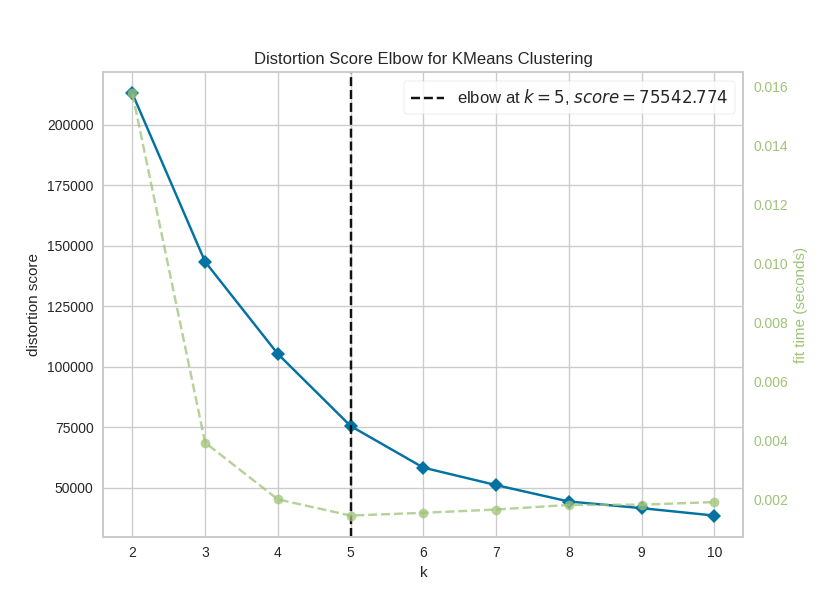 Distortion Score Elbow for KMeans Clustering
elbow at k = 5, score = 75542.774
distortion score
200000
175000
150000
125000
100000
75000
50000
0.016
0.014
0.012
0.010
0.008
0.006
0.004
0.002
fit time (seconds)
2 3 4 5 6 7 8 9 10
k